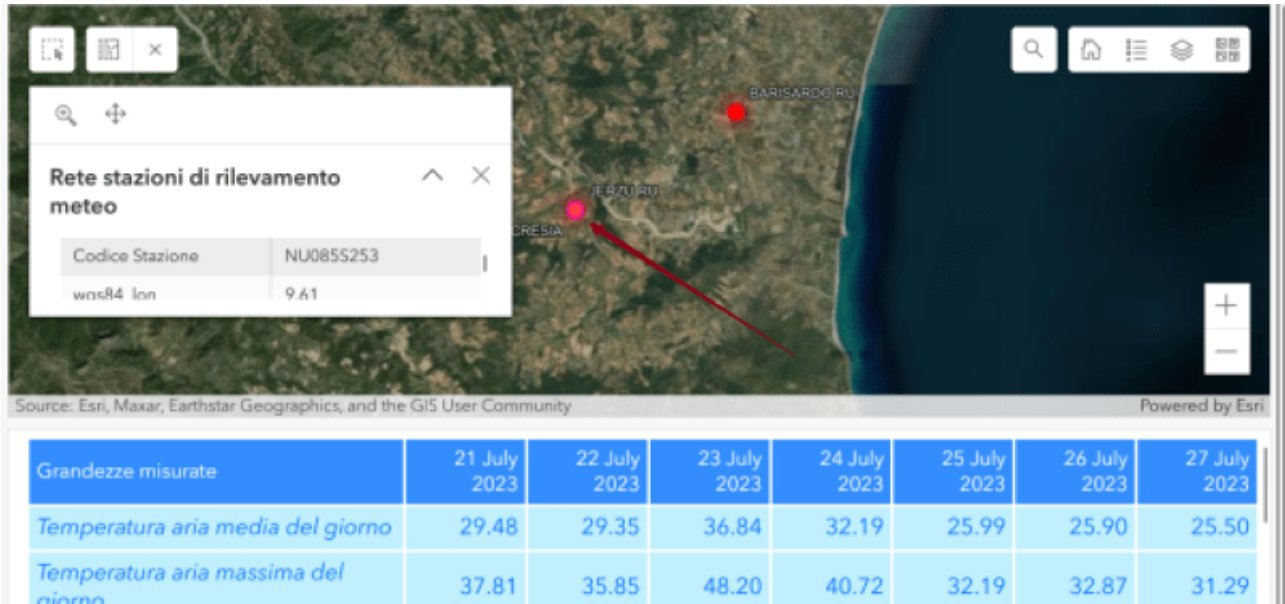 BARISARDO RU
Rete stazioni di rilevamento
meteo
JERZU RU
CRESIA
Codice Stazione NU085S253
wgs84_lon 9.61
Source: Esri, Maxar, Earthstar Geographics, and the GIS User Community
Powered by Esri
Grandezze misurate 21 July 2023 22 July 2023 23 July 2023 24 July 2023 25 July 2023 26 July 2023 27 July 2023
Temperatura aria media del giorno 29.48 29.35 36.84 32.19 25.99 25.90 25.50
Temperatura aria massima del
giorno 37.81 35.85 48.20 40.72 32.19 32.87 31.29